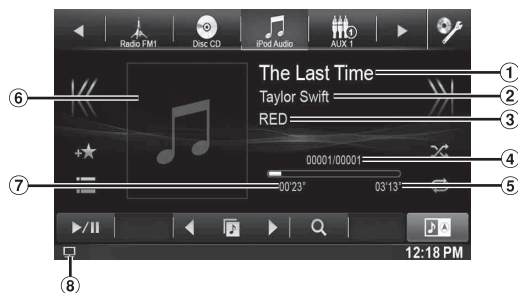 Radio FM1
Disc CD
iPod Audio
1
AUX 1
The Last Time
1
Taylor Swift
2
RED
3
6
00001/00001
4
7
00'23"
03'13"
5
12:18 PM
8